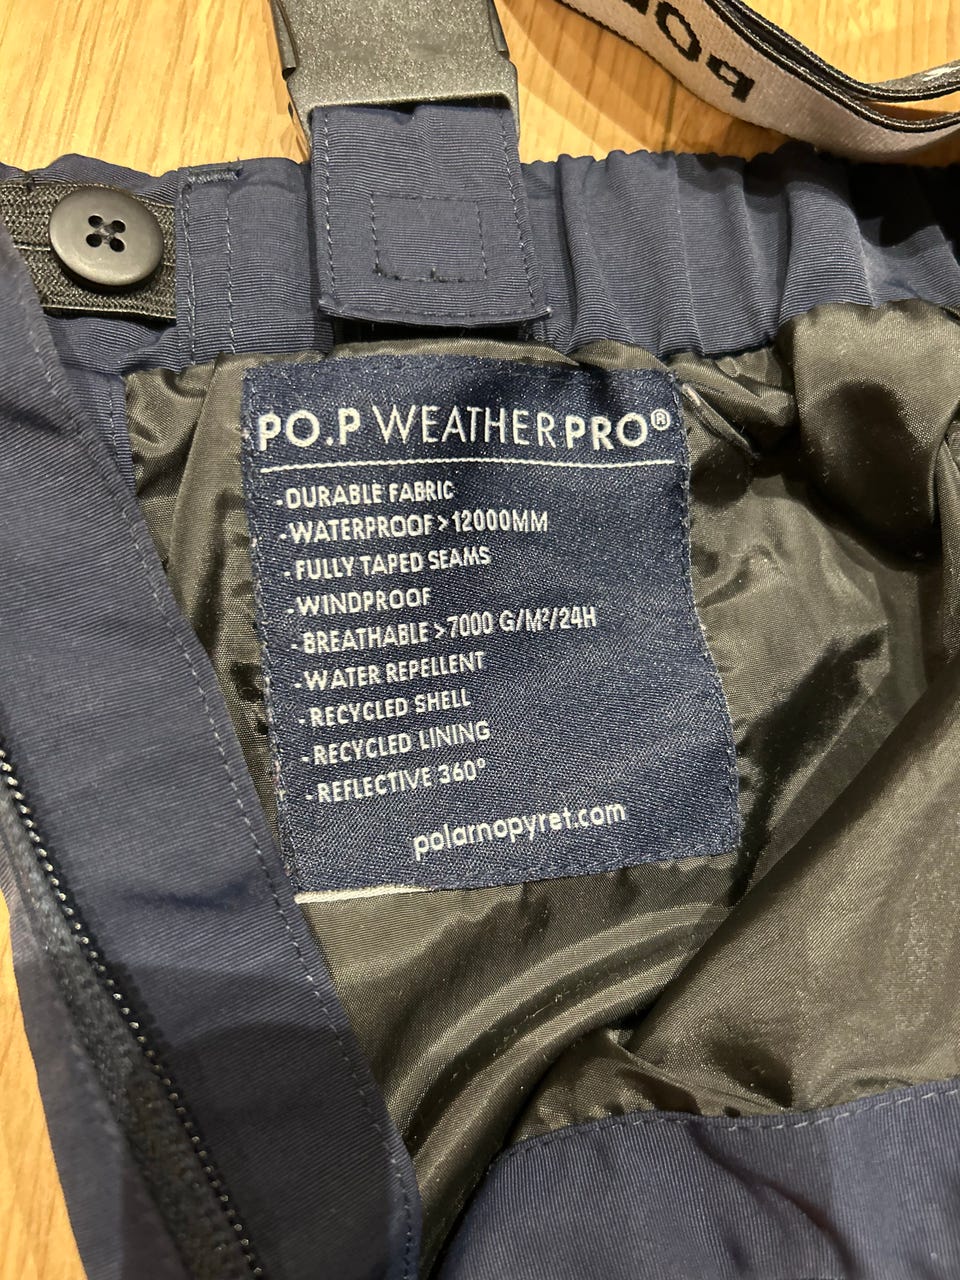 PO.P
PO.P WEATHERPRO®
-DURABLE FABRIC
-WATERPROOF>12000MM
-FULLY TAPED SEAMS
-WINDPROOF
-BREATHABLE>7000 G/M²/24H
-WATER REPELLENT
-RECYCLED SHELL
-RECYCLED LINING
-REFLECTIVE 360°
polarnopyret.com